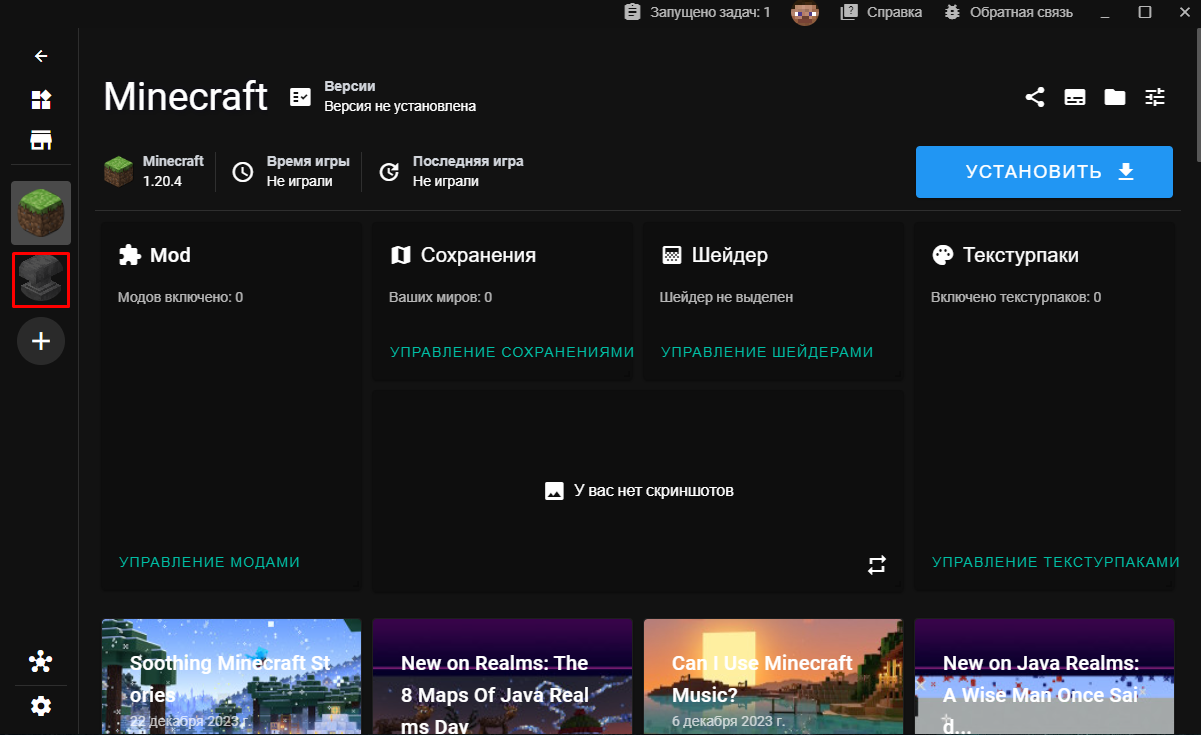 Запущено задач: 1
Справка
Обратная связь
Minecraft
Версии
Версия не установлена
Minecraft
1.20.4
Время игры
Не играли
Последняя игра
Не играли
УСТАНОВИТЬ
Mod
Модов включено: 0
УПРАВЛЕНИЕ МОДАМИ
Сохранения
Ваших миров: 0
УПРАВЛЕНИЕ СОХРАНЕНИЯМИ
Шейдер
Шейдер не выделен
УПРАВЛЕНИЕ ШЕЙДЕРАМИ
Текстурпаки
Включено текстурпаков: 0
УПРАВЛЕНИЕ ТЕКСТУРПАКАМИ
У вас нет скриншотов
Soothing Minecraft St
ories
22 декабря 2023 г.
New on Realms: The
8 Maps Of Java Real
ms Day
Can I Use Minecraft
Music?
6 декабря 2023 г.
New on Java Realms:
A Wise Man Once Sai
d...